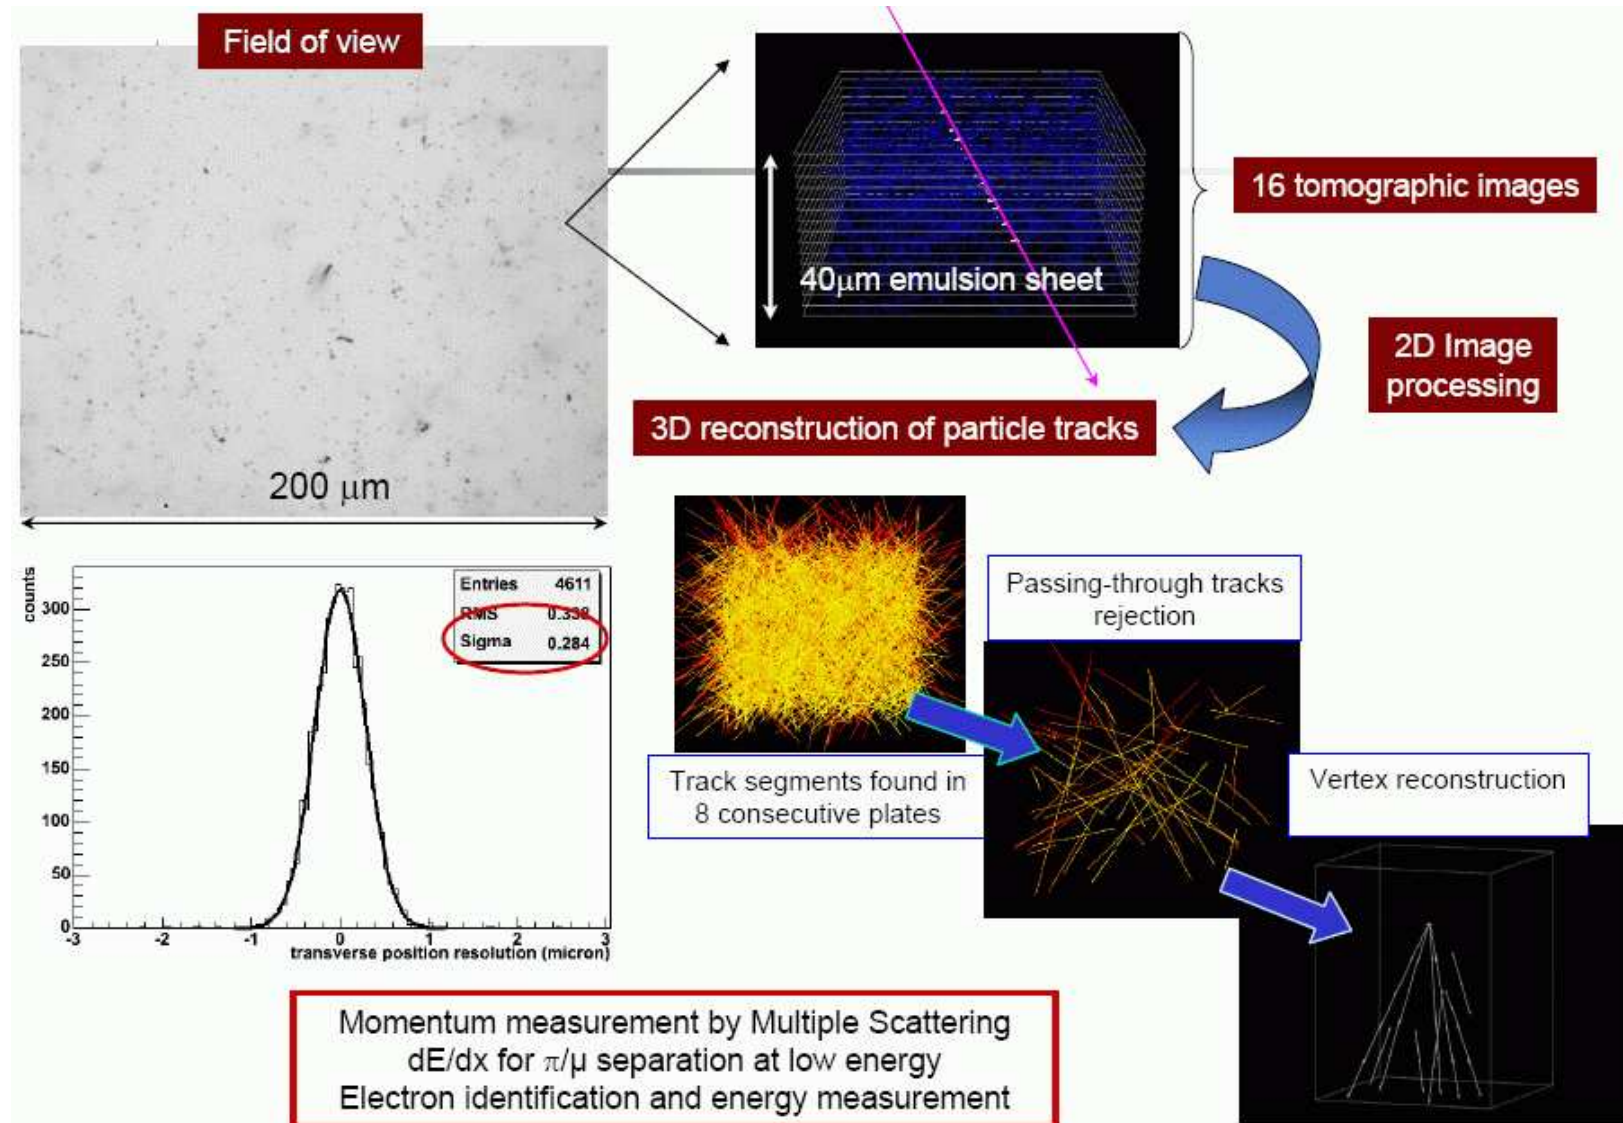 Field of view
16 tomographic images
40μm emulsion sheet
2D Image
processing
3D reconstruction of particle tracks
200 μm
counts
300
250
200
150
100
50
0
-3
-2
-1
0
1
2
3
transverse position resolution (micron)
Entries 4611
RMS 0.338
Sigma 0.284
Track segments found in
8 consecutive plates
Passing-through tracks
rejection
Vertex reconstruction
Momentum measurement by Multiple Scattering
dE/dx for π/μ separation at low energy
Electron identification and energy measurement